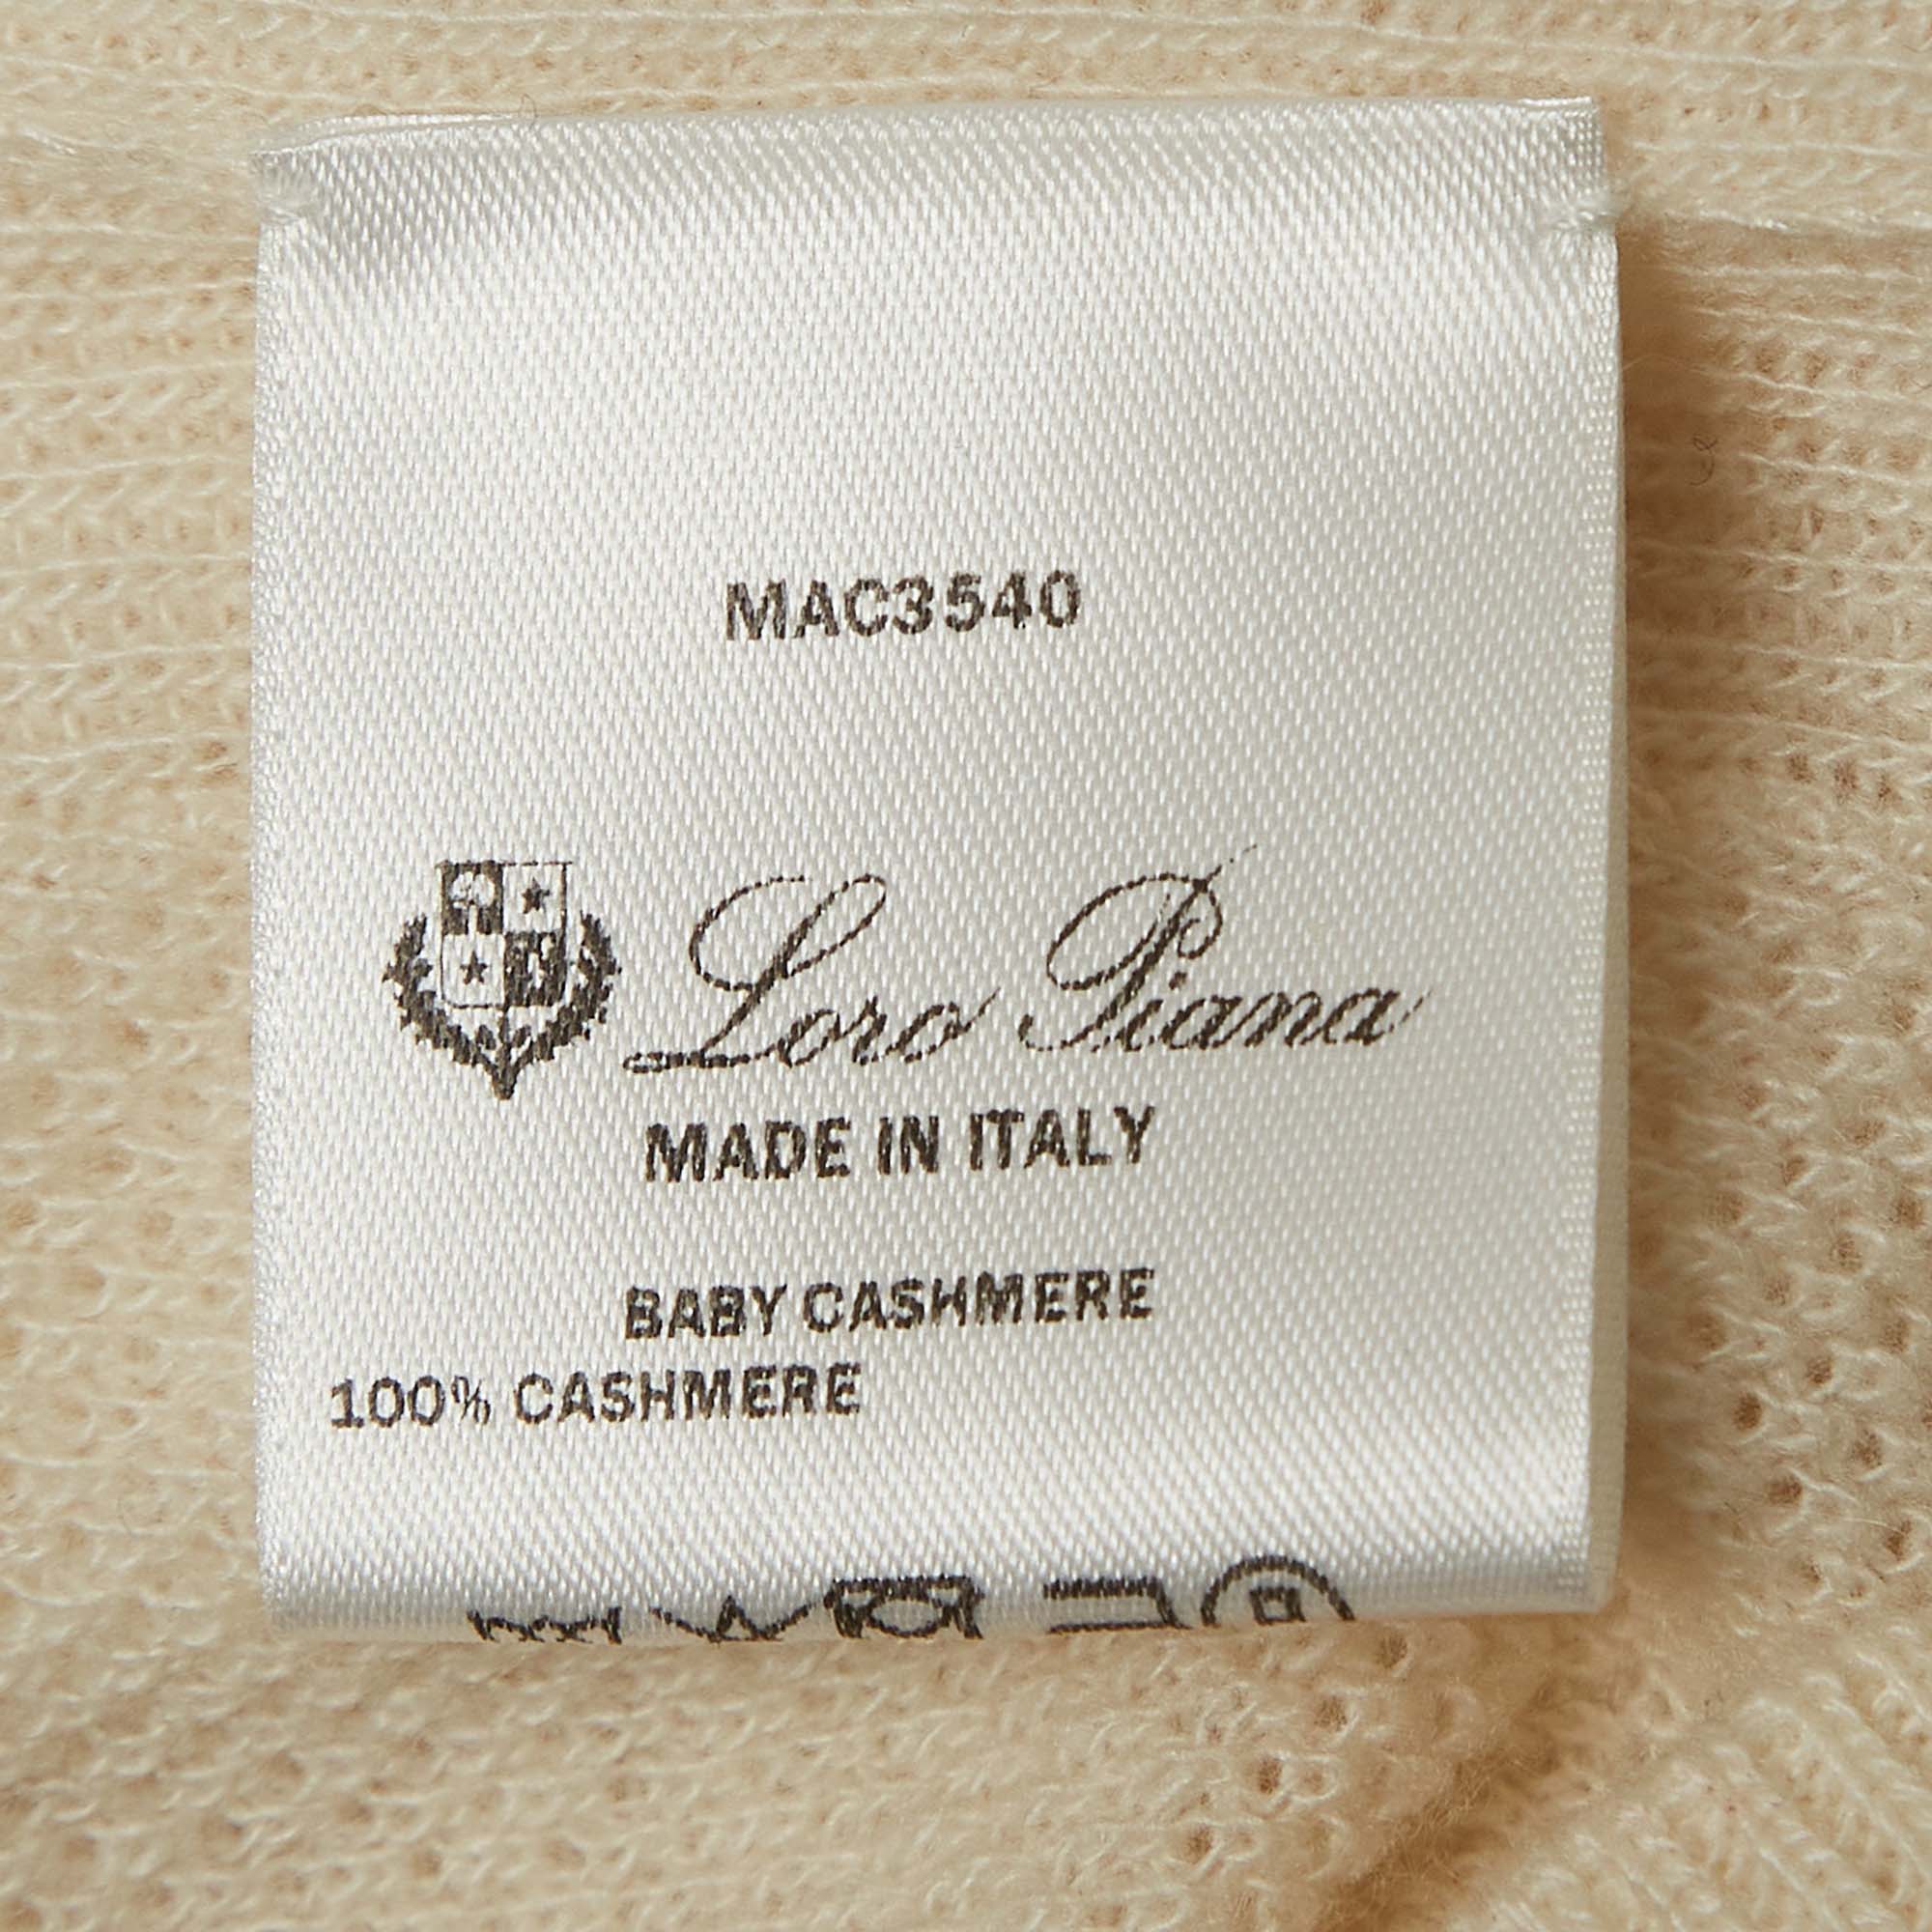 MAC3540
Loro Piana
MADE IN ITALY
BABY CASHMERE
100% CASHMERE